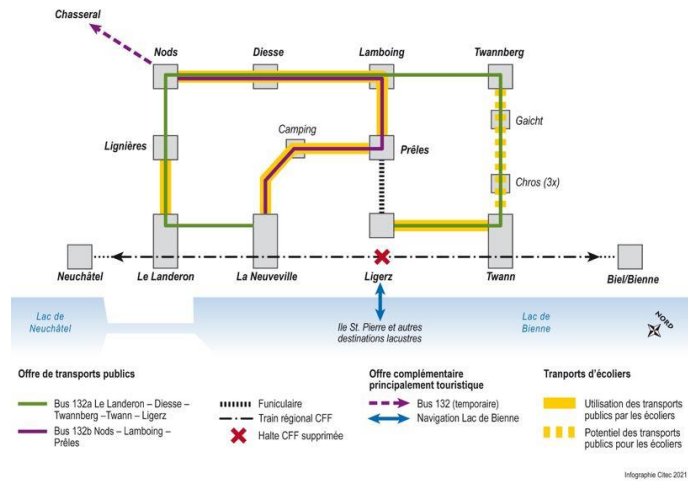 Chasseral
Nods
Diesse
Lamboing
Twannberg
Gaicht
Camping
Lignières
Prêles
Chros (3x)
Neuchâtel
Le Landeron
La Neuveville
Ligerz
Twann
Biel/Bienne
Lac de
Neuchâtel
Ile St. Pierre et autres
destinations lacustres
Lac de
Bienne
NORD
Offre de transports publics
Bus 132a Le Landeron – Diesse –
Twannberg –Twann – Ligerz
Bus 132b Nods – Lamboing –
Prêles
Funiculaire
Train régional CFF
Halte CFF supprimée
Offre complémentaire
principalement touristique
Bus 132 (temporaire)
Navigation Lac de Bienne
Tranports d'écoliers
Utilisation des transports
publics par les écoliers
Potentiel des transports
publics pour les écoliers
Infographie Citec 2021